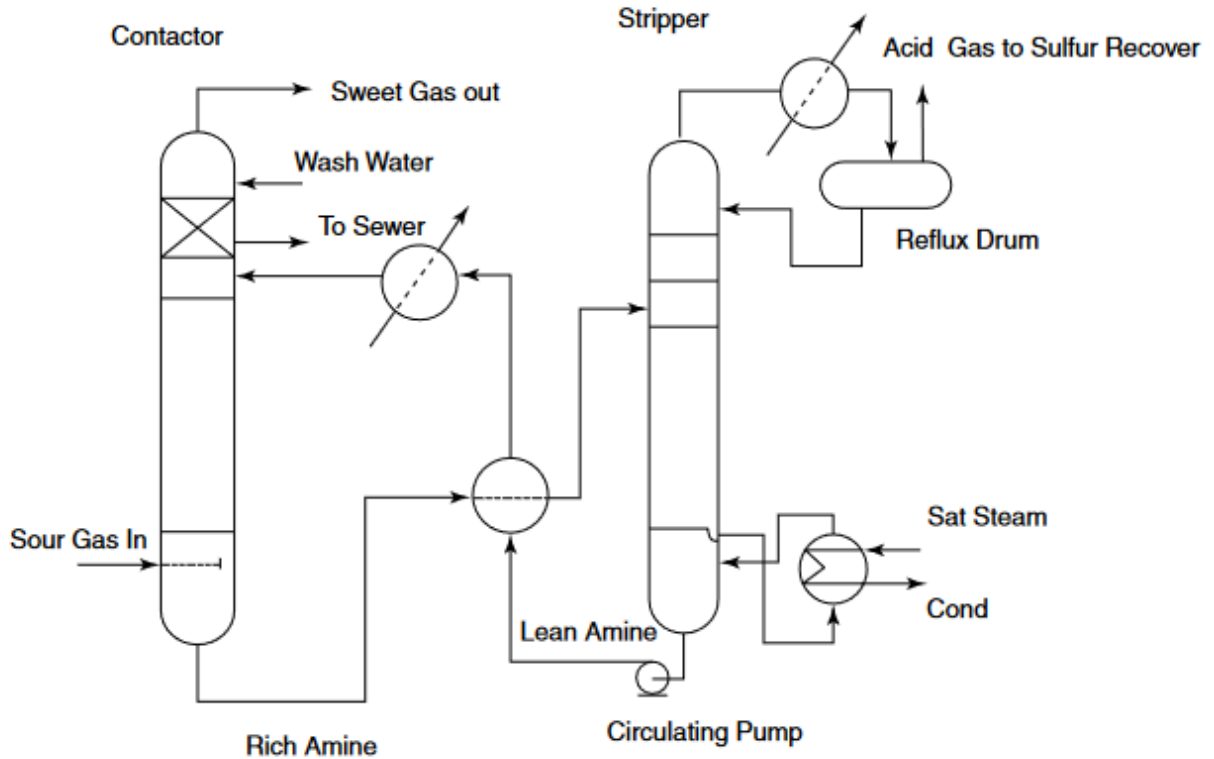 Contactor
Stripper
Acid Gas to Sulfur Recover
Sweet Gas out
Wash Water
To Sewer
Reflux Drum
Sour Gas In
Sat Steam
Cond
Lean Amine
Rich Amine
Circulating Pump